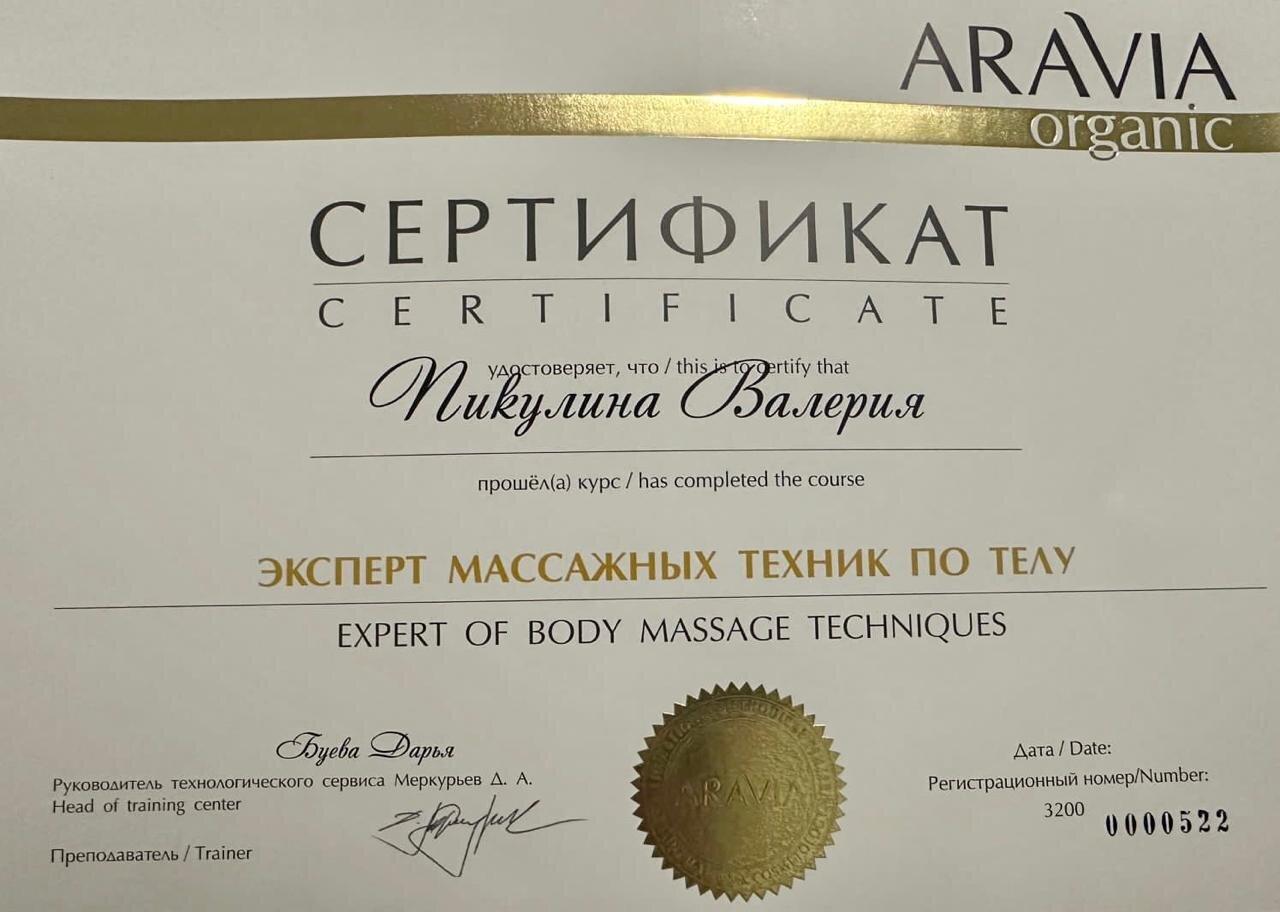 ARAVIA
organic
СЕРТИФИКАТ
CERTIFICATE
удостоверяет, что / this is to certify that
Пикулина Валерия
прошёл(а) курс / has completed the course
ЭКСПЕРТ МАССАЖНЫХ ТЕХНИК ПО ТЕЛУ
EXPERT OF BODY MASSAGE TECHNIQUES
Буева Дарья
Руководитель технологического сервиса Меркурьев Д. А.
Head of training center
Преподаватель / Trainer
ARAVIA
Дата / Date:
Регистрационный номер/Number:
3200 0000522